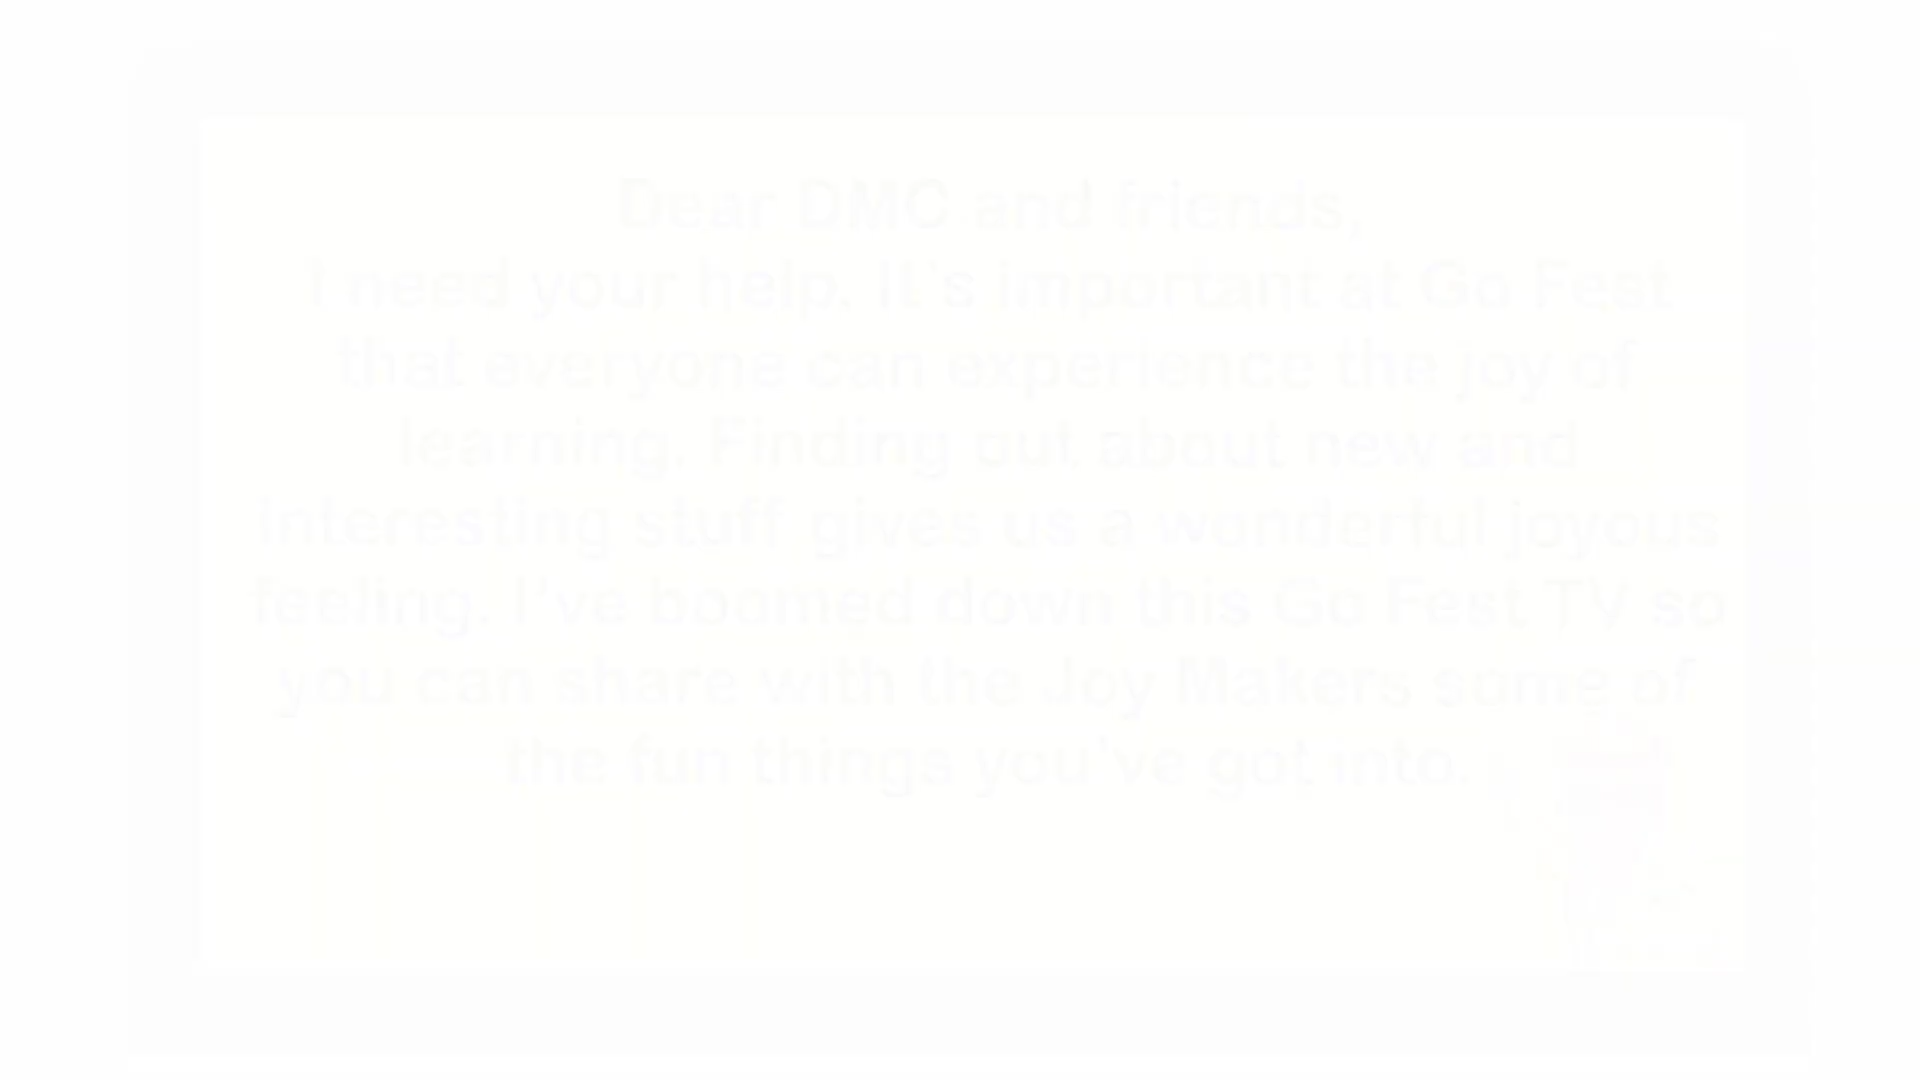 Dear DMC and friends,
I need your help. It's important at Go Fest
that everyone can experience the joy of
learning. Finding out about new and
interesting stuff gives us a wonderful joyous
feeling. I've boomed down this Go Fest TV so
you can share with the Joy Makers some of
the fun things you've got into.